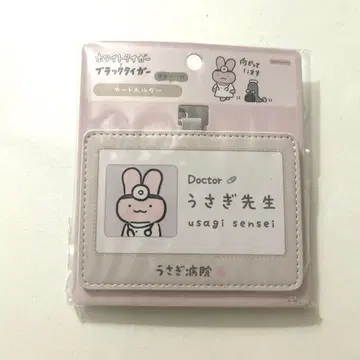 ホワイトタイガー
と
ブラックタイガー
カードホルダー
向かって
います
Doctor
うさぎ先生
usagi sensei
うさぎ病院